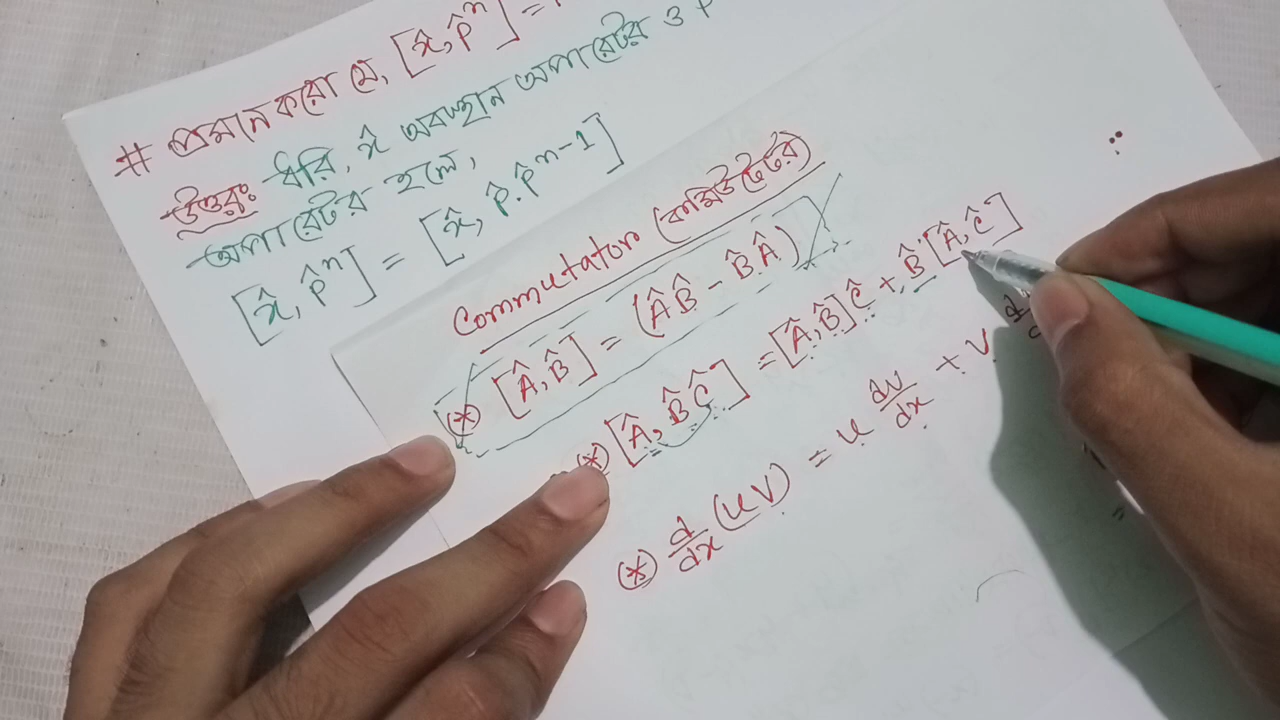 # প্রমান করো যে, [x̂, p̂ⁿ] =
উত্তরঃ ধরি, x̂ অবস্থান অপারেটর ও P
অপারেটর হলে,
[x̂, p̂ⁿ] = [x̂, p̂.p̂ⁿ⁻¹]
Commutator (কমিউটেটর)
(*) [Â, B̂] = (ÂB̂ - B̂Â)
(*) [Â, B̂Ĉ] = [Â, B̂]Ĉ + B̂[Â, Ĉ]
(*) d/dx (uv) = u dv/dx + v